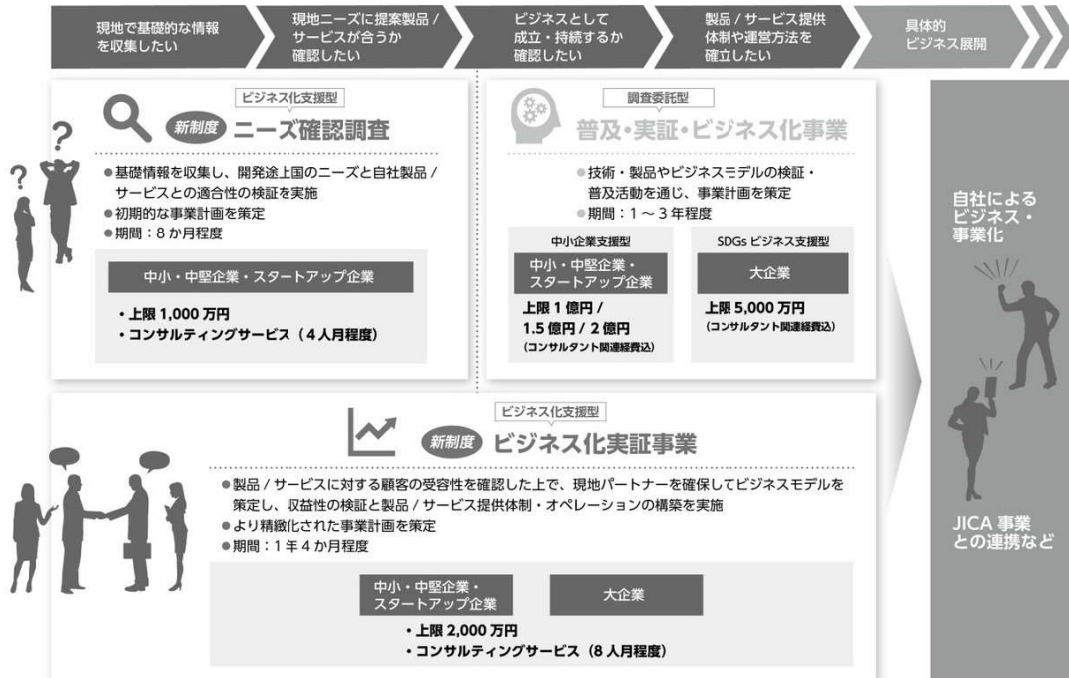 現地で基礎的な情報
を収集したい
現地ニーズに提案製品 /
サービスが合うか
確認したい
ビジネスとして
成立・持続するか
確認したい
製品 / サービス提供
体制や運営方法を
確立したい
具体的
ビジネス展開
ビジネス化支援型
新制度 ニーズ確認調査
●基礎情報を収集し、開発途上国のニーズと自社製品 /
サービスとの適合性の検証を実施
●初期的な事業計画を策定
●期間：8 か月程度
中小・中堅企業・スタートアップ企業
・上限 1,000 万円
・コンサルティングサービス（4人月程度）
調査委託型
普及・実証・ビジネス化事業
●技術・製品やビジネスモデルの検証・
普及活動を通じ、事業計画を策定
●期間：1 ～ 3 年程度
中小企業支援型
中小・中堅企業・
スタートアップ企業
上限 1 億円 /
1.5 億円 / 2 億円
（コンサルタント関連経費込）
SDGs ビジネス支援型
大企業
上限 5,000 万円
（コンサルタント関連経費込）
ビジネス化支援型
新制度 ビジネス化実証事業
●製品 / サービスに対する顧客の受容性を確認した上で、現地パートナーを確保してビジネスモデルを
策定し、収益性の検証と製品 / サービス提供体制・オペレーションの構築を実施
●より精緻化された事業計画を策定
●期間：1 年 4 か月程度
中小・中堅企業・
スタートアップ企業
大企業
・上限 2,000 万円
・コンサルティングサービス（8 人月程度）
自社による
ビジネス・
事業化
JICA 事業
との連携など
? ?